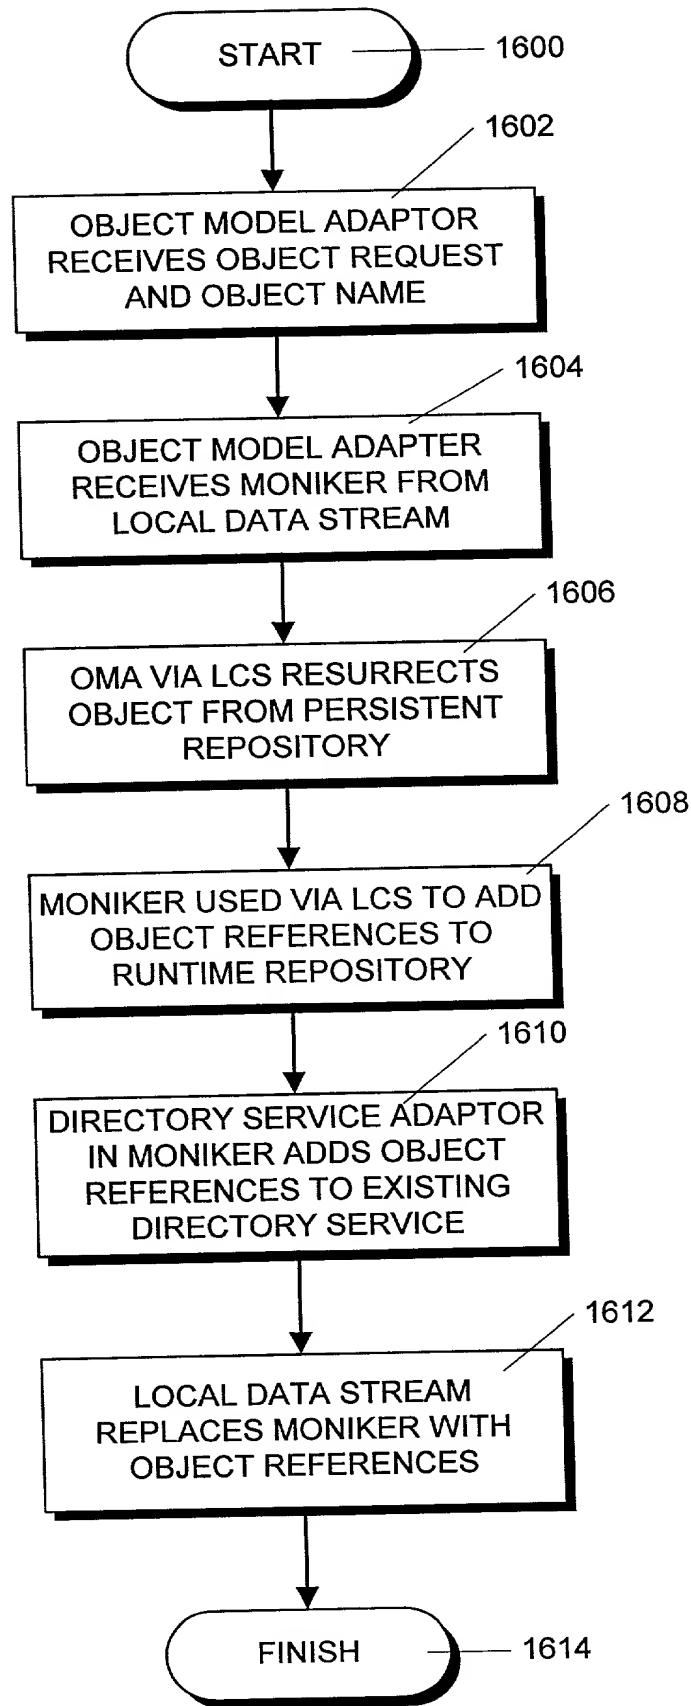 START
1600
1602
OBJECT MODEL ADAPTOR
RECEIVES OBJECT REQUEST
AND OBJECT NAME
1604
OBJECT MODEL ADAPTER
RECEIVES MONIKER FROM
LOCAL DATA STREAM
1606
OMA VIA LCS RESURRECTS
OBJECT FROM PERSISTENT
REPOSITORY
1608
MONIKER USED VIA LCS TO ADD
OBJECT REFERENCES TO
RUNTIME REPOSITORY
1610
DIRECTORY SERVICE ADAPTOR
IN MONIKER ADDS OBJECT
REFERENCES TO EXISTING
DIRECTORY SERVICE
1612
LOCAL DATA STREAM
REPLACES MONIKER WITH
OBJECT REFERENCES
FINISH
1614